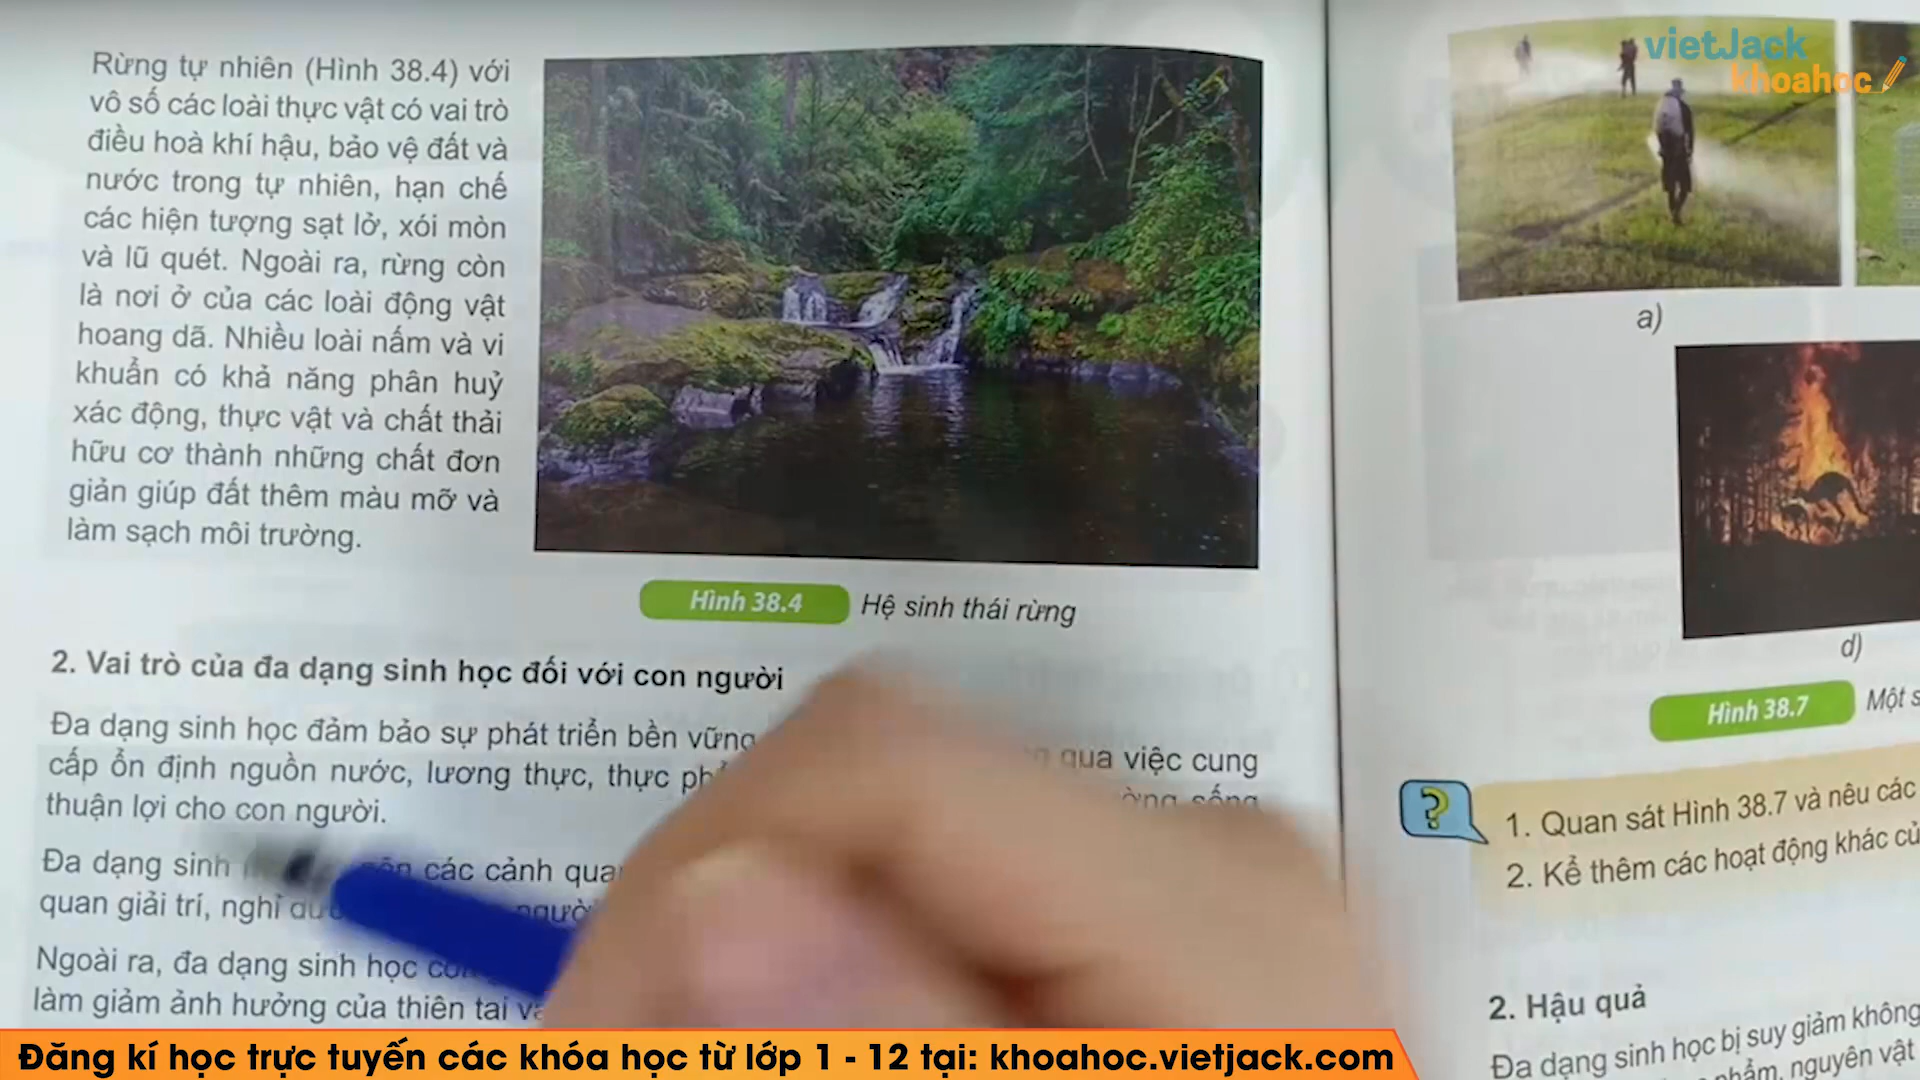 Rừng tự nhiên (Hình 38.4) với
vô số các loài thực vật có vai trò
điều hoà khí hậu, bảo vệ đất và
nước trong tự nhiên, hạn chế
các hiện tượng sạt lở, xói mòn
và lũ quét. Ngoài ra, rừng còn
là nơi ở của các loài động vật
hoang dã. Nhiều loài nấm và vi
khuẩn có khả năng phân huỷ
xác động, thực vật và chất thải
hữu cơ thành những chất đơn
giản giúp đất thêm màu mỡ và
làm sạch môi trường.
Hình 38.4 Hệ sinh thái rừng
2. Vai trò của đa dạng sinh học đối với con người
Đa dạng sinh học đảm bảo sự phát triển bền vững qua việc cung
cấp ổn định nguồn nước, lương thực, thực sống
thuận lợi cho con người.
Đa dạng sinh các cảnh
quan giải trí, nghỉ
Ngoài ra, đa dạng sinh học
làm giảm ảnh hưởng của thiên tai
vietJack
khoahoc
a)
d)
Hình 38.7 Một
1. Quan sát Hình 38.7 và nêu các
2. Kể thêm các hoạt động khác
2. Hậu quả
Đa dạng sinh học bị suy giảm không
nguyên vật
Đăng kí học trực tuyến các khóa học từ lớp 1 - 12 tại: khoahoc.vietjack.com